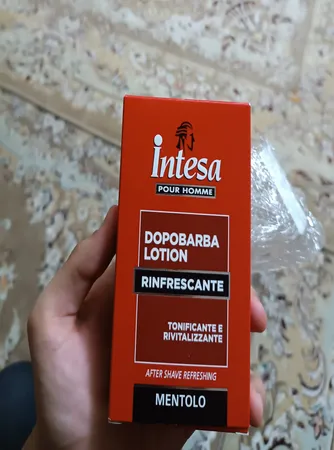 intesa
POUR HOMME
DOPOBARBA
LOTION
RINFRESCANTE
TONIFICANTE E
RIVITALIZZANTE
AFTER SHAVE REFRESHING
MENTOLO